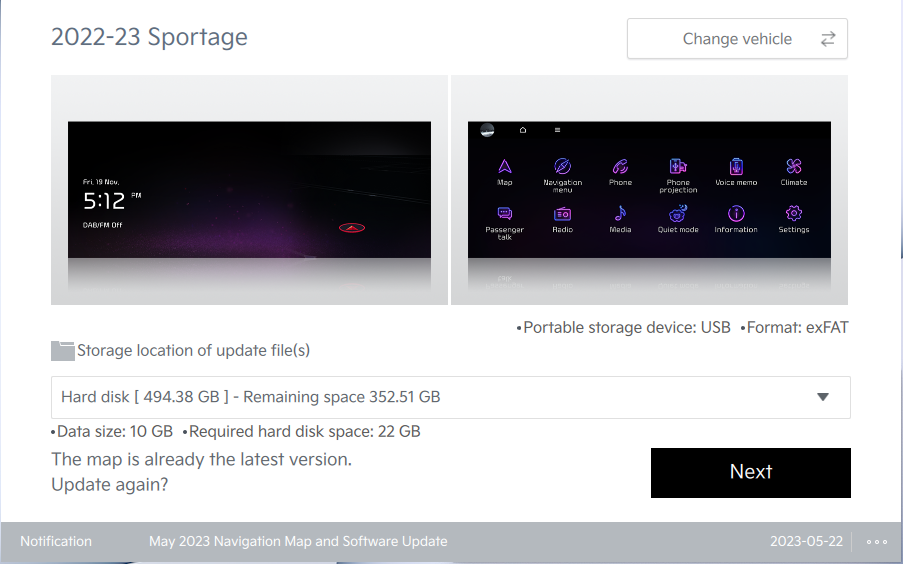 2022-23 Sportage
Change vehicle
Fri, 19 Nov.
5:12 PM
DAB/FM Off
Map
Navigation menu
Phone
Phone projection
Voice memo
Climate
Passenger talk
Radio
Media
Quiet mode
Information
Settings
•Portable storage device: USB •Format: exFAT
Storage location of update file(s)
Hard disk [ 494.38 GB ] - Remaining space 352.51 GB
•Data size: 10 GB •Required hard disk space: 22 GB
The map is already the latest version.
Update again?
Next
Notification May 2023 Navigation Map and Software Update 2023-05-22